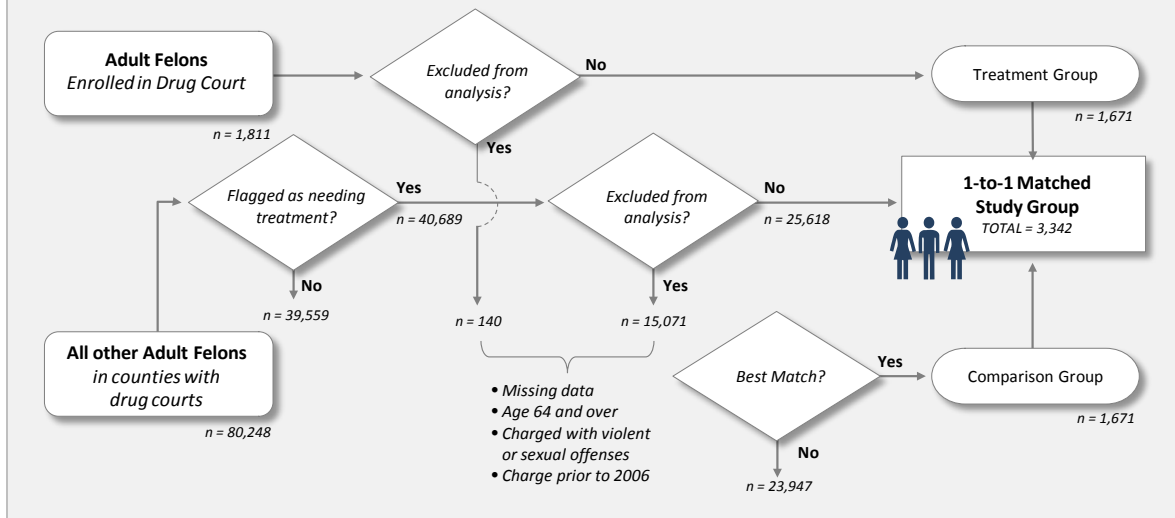 Adult Felons
Enrolled in Drug Court
n = 1,811
Excluded from
analysis?
No
Yes
Treatment Group
n = 1,671
Flagged as needing
treatment?
Yes
n = 40,689
No
n = 39,559
Excluded from
analysis?
No
n = 25,618
Yes
1-to-1 Matched
Study Group
TOTAL = 3,342
n = 140
n = 15,071
All other Adult Felons
in counties with
drug courts
n = 80,248
• Missing data
• Age 64 and over
• Charged with violent
or sexual offenses
• Charge prior to 2006
Best Match?
Yes
No
n = 23,947
Comparison Group
n = 1,671